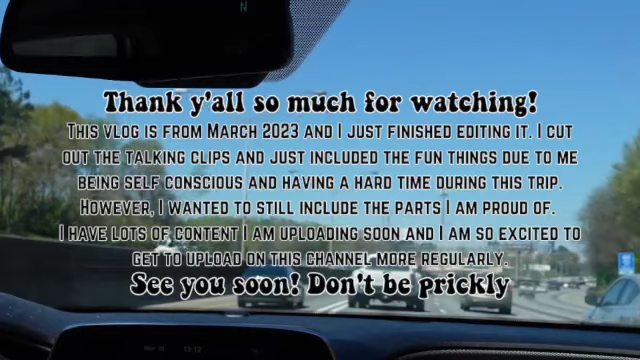 N
Thank y'all so much for watching!
This vlog is from March 2023 and I just finished editing it. I cut
out the talking clips and just included the fun things due to me
being self conscious and having a hard time during this trip.
However, I wanted to still include the parts I am proud of.
I have lots of content I am uploading soon and I am so excited to
get to upload on this channel more regularly.
See you soon! Don't be prickly